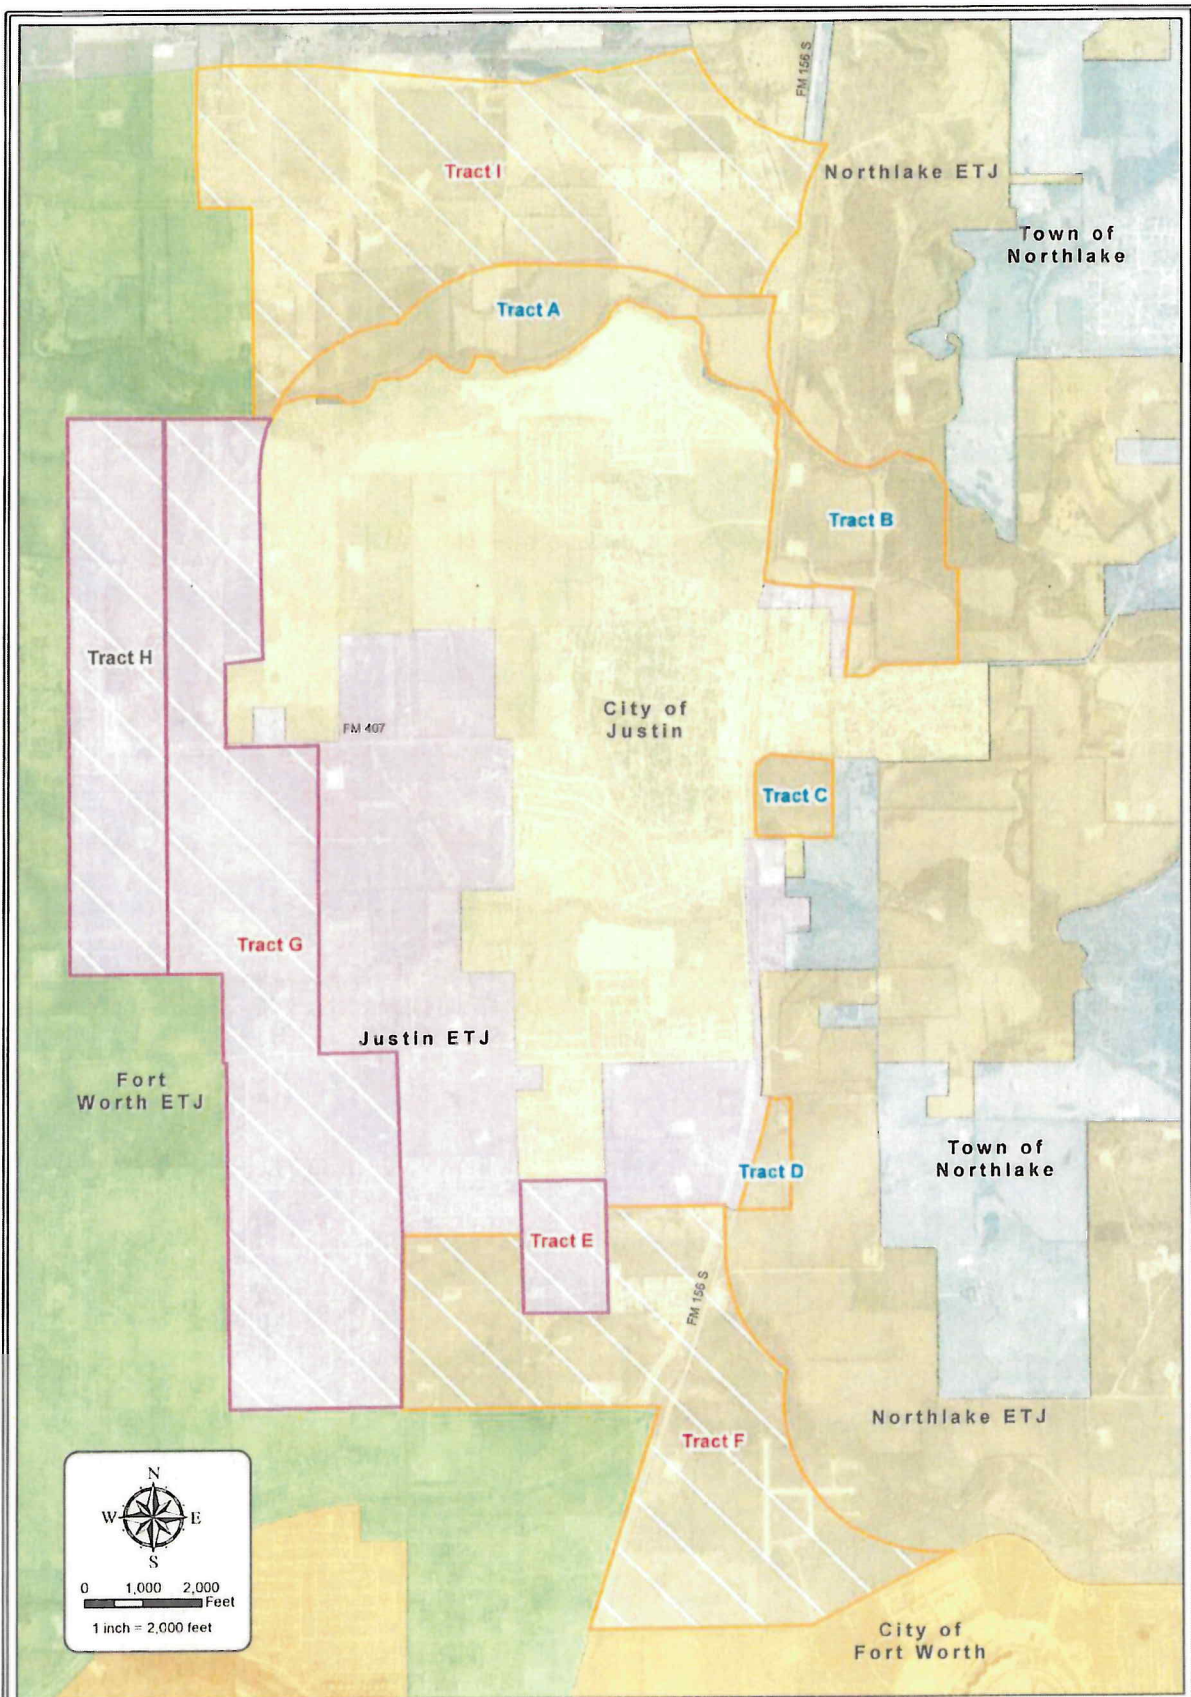 FM 156 S
Tract I
Northlake ETJ
Town of
Northlake
Tract A
Tract B
Tract H
City of
Justin
FM 407
Tract C
Tract G
Justin ETJ
Fort
Worth ETJ
Town of
Northlake
Tract D
Tract E
FM 156 S
Northlake ETJ
Tract F
N
W E
S
0 1,000 2,000
Feet
1 inch = 2,000 feet
City of
Fort Worth